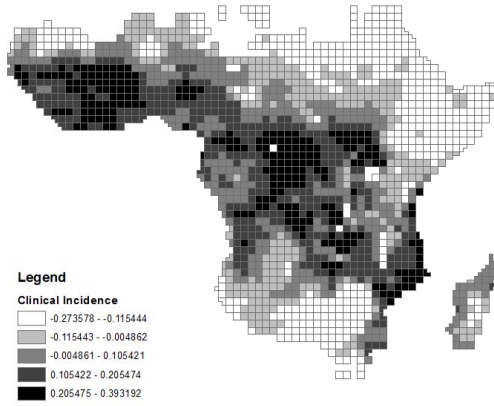 Legend
Clinical Incidence
-0.273578 - -0.115444
-0.115443 - -0.004862
-0.004861 - 0.105421
0.105422 - 0.205474
0.205475 - 0.393192